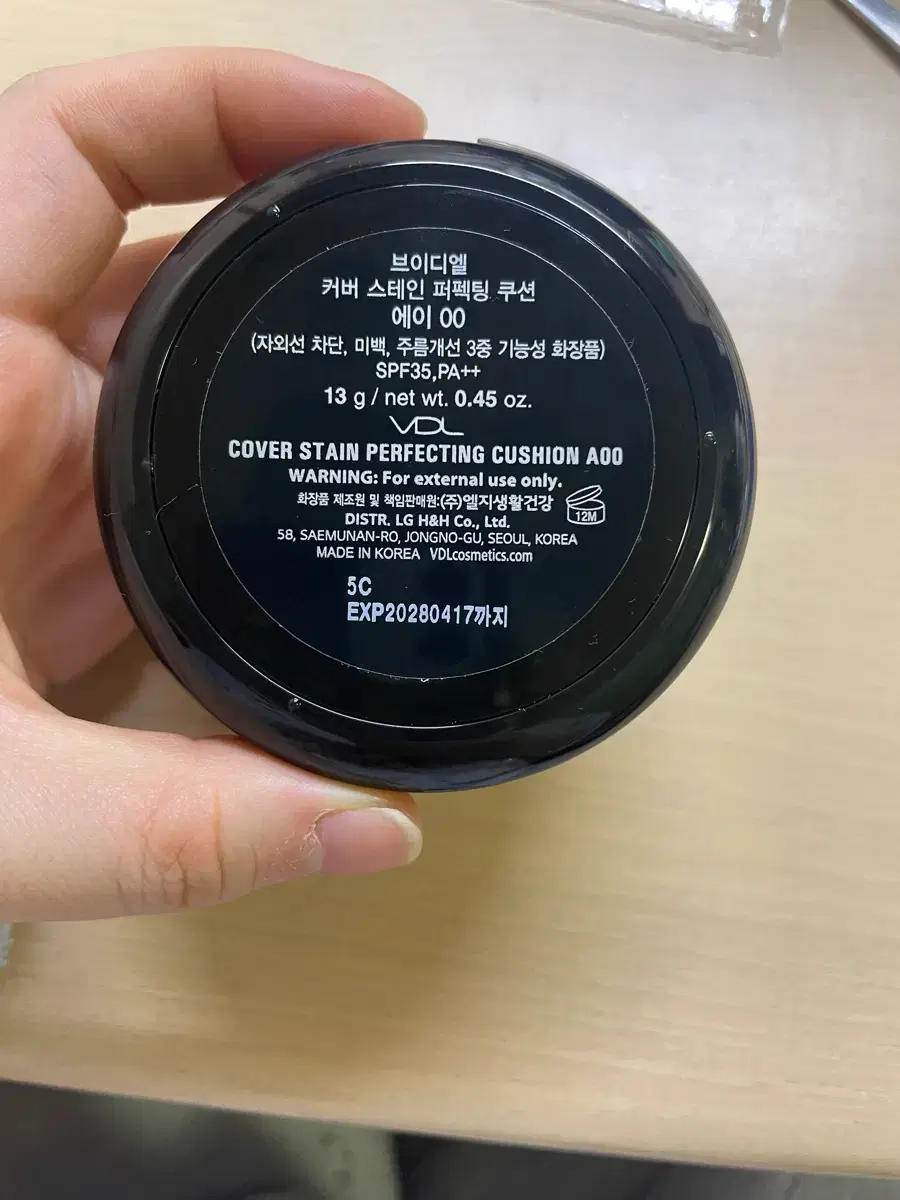 브이디엘
커버 스테인 퍼펙팅 쿠션
에이 00
(자외선 차단, 미백, 주름개선 3중 기능성 화장품)
SPF35,PA++
13 g / net wt. 0.45 oz.
VDL
COVER STAIN PERFECTING CUSHION A00
WARNING: For external use only.
화장품 제조원 및 책임판매원:(주)엘지생활건강
12M
DISTR. LG H&H Co., Ltd.
58, SAEMUNAN-RO, JONGNO-GU, SEOUL, KOREA
MADE IN KOREA VDLcosmetics.com
5C
EXP20280417까지